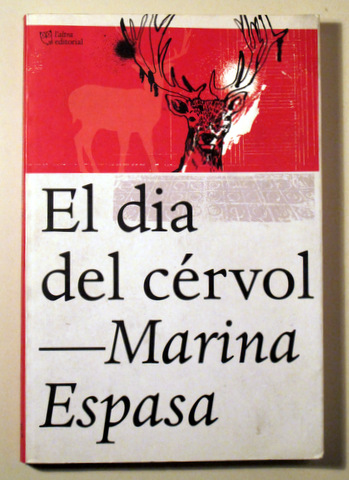 l'altra
editorial
El dia
del cérvol
—Marina
Espasa